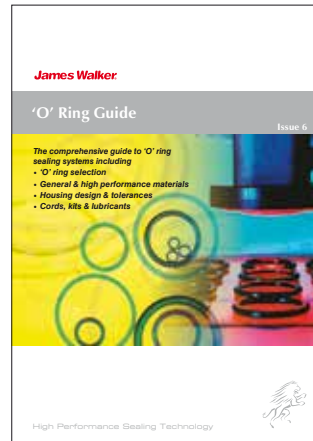 James Walker
'O' Ring Guide
Issue 6
The comprehensive guide to 'O' ring
sealing systems including
• 'O' ring selection
• General & high performance materials
• Housing design & tolerances
• Cords, kits & lubricants
High Performance Sealing Technology